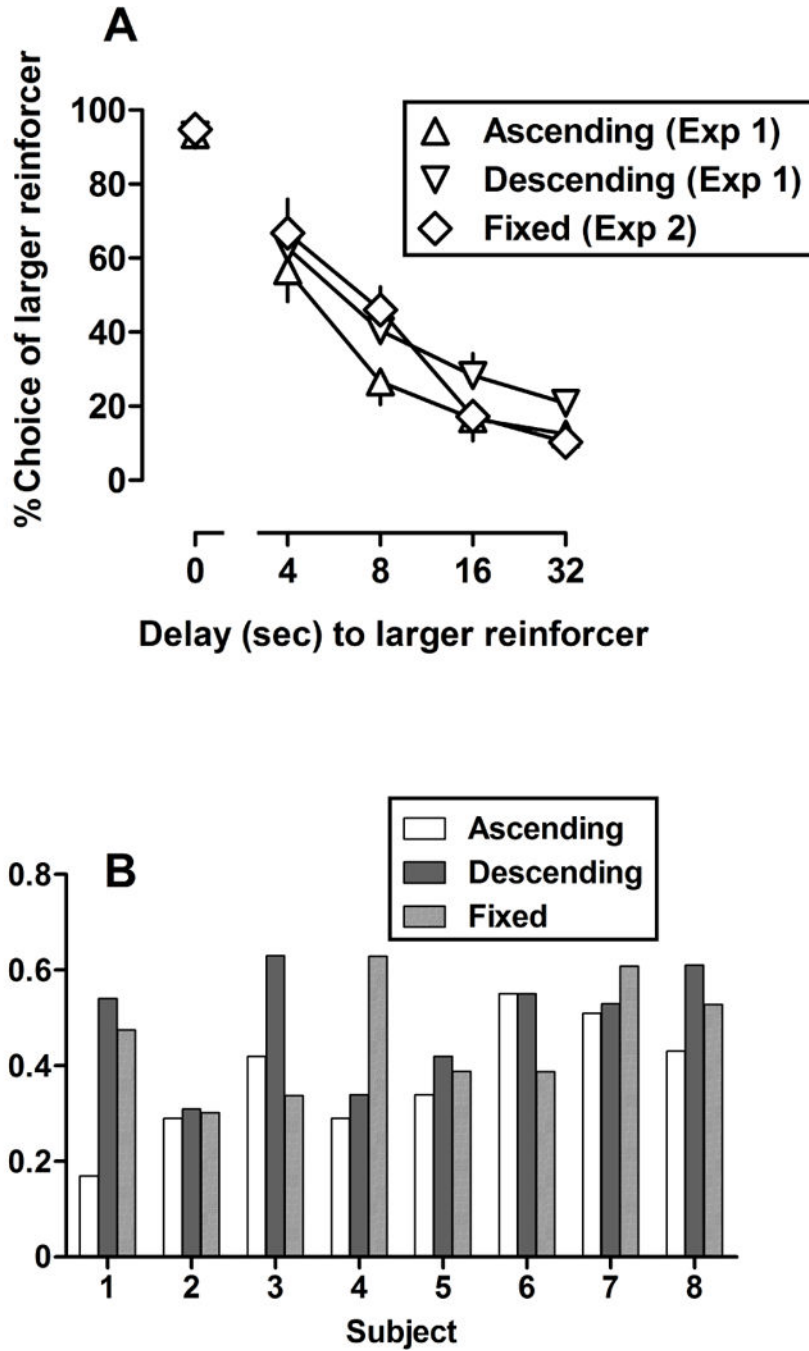 A
% Choice of larger reinforcer
100
80
60
40
20
0
Ascending (Exp 1)
Descending (Exp 1)
Fixed (Exp 2)
0 4 8 16 32
Delay (sec) to larger reinforcer
B
Ascending
Descending
Fixed
0.8
0.6
0.4
0.2
0
1 2 3 4 5 6 7 8
Subject